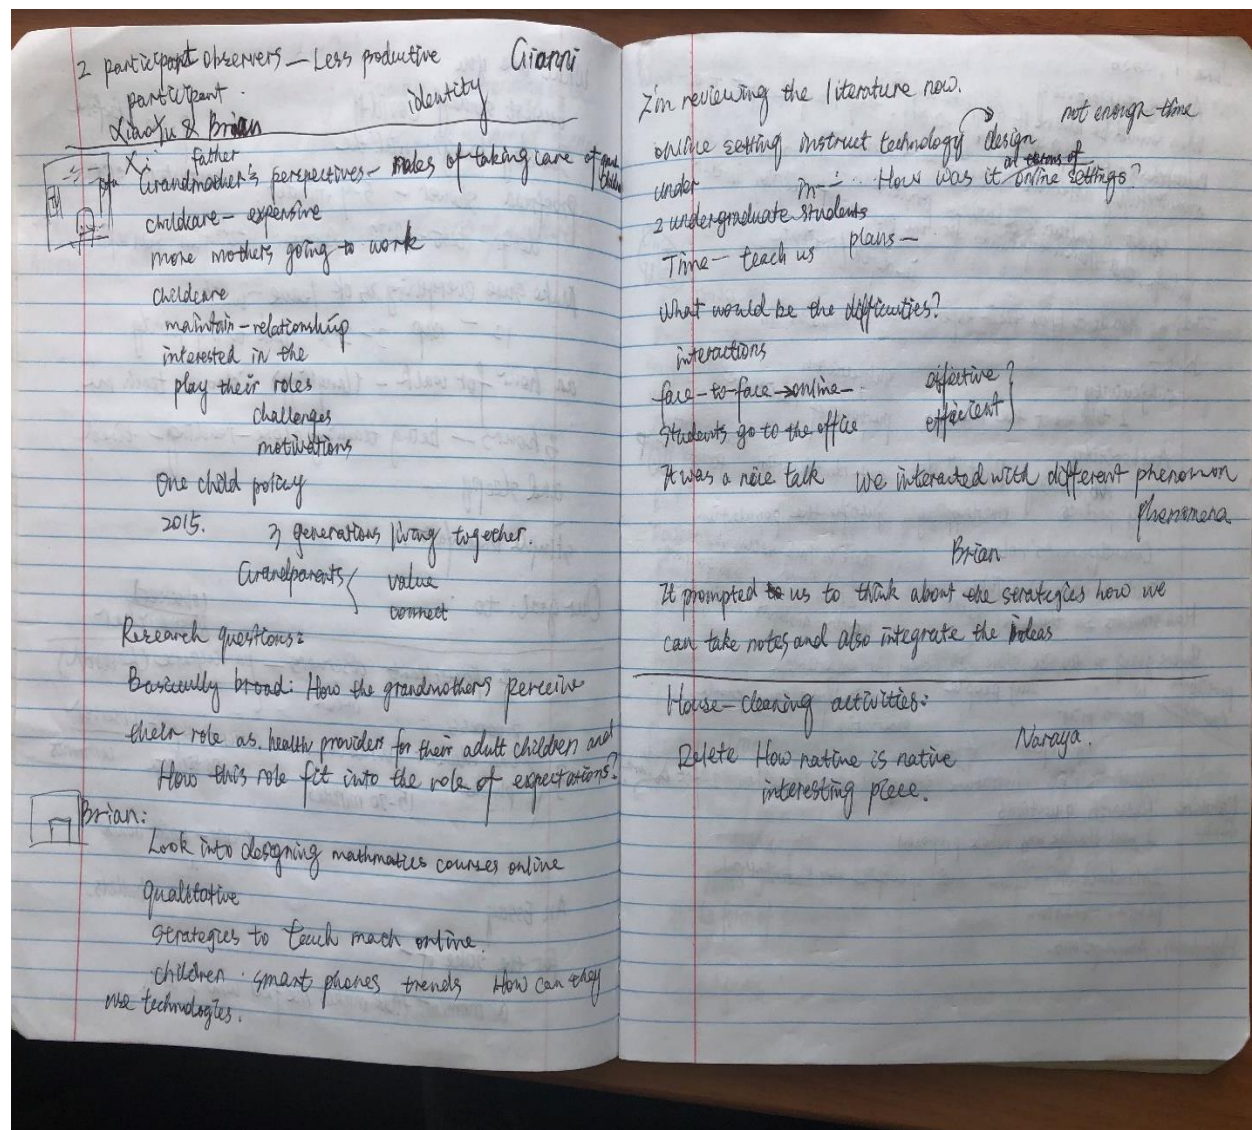 2 participant observers — Less productive Gianni
participant.
identity
XiaoYu & Brian
Xi father
Grandmother's perspectives — roles of taking care of
childcare — expensive
more mothers going to work
childcare
maintain — relationship
interested in the
play their roles
challenges
motivations
One child policy
2015. 3 generations living together.
Grandparents value
connect
Research questions:
Basically broad: How the grandmothers perceive
their role as health providers for their adult children and
How this role fit into the role of expectations?
Brian:
Look into designing mathmatics courses online
qualitative
strategies to teach mach online.
children. smart phones trends How can they
use technologies.
I'm reviewing the literature now.
not enough time
online setting instruct technology design
under in -- How was it online settings?
2 undergraduate students
Time — teach us plans —
What would be the difficulties?
interactions
face-to-face → online — effective
students go to the office efficient
It was a nice talk we interacted with different phenomon
phenomena
Brian
It prompted us to think about the strategies how we
can take notes and also integrate the ideas
House-cleaning activities:
Naraya.
Delete How native is native
interesting piece.